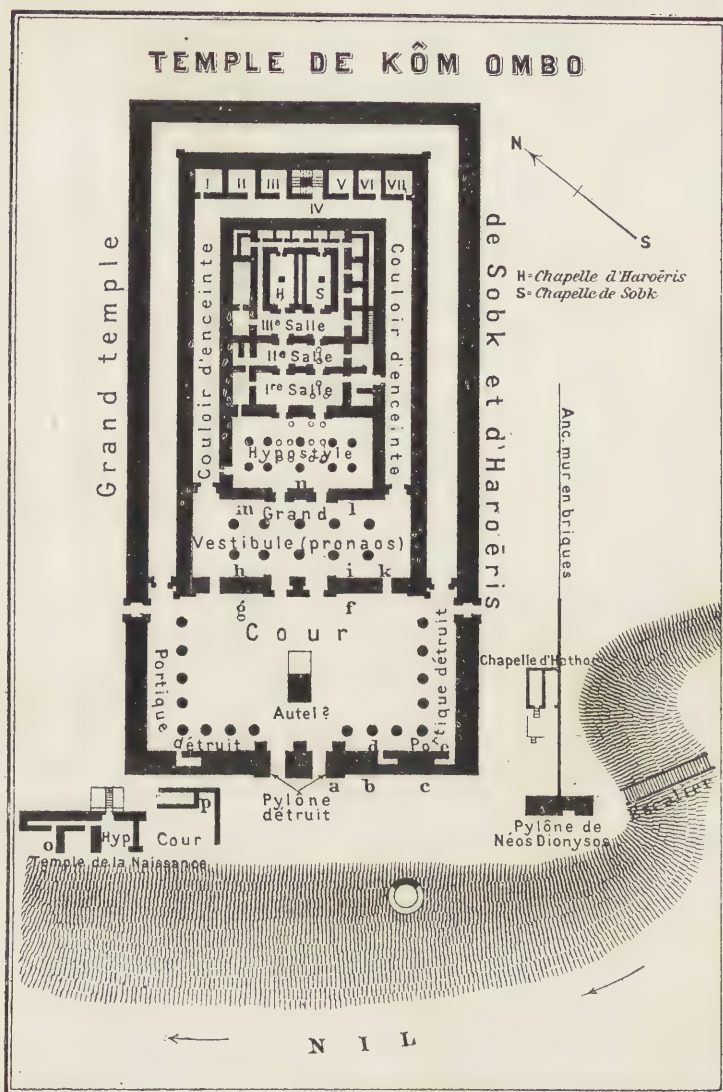 TEMPLE DE KÔM OMBO
N
S
H=Chapelle d'Haroëris
S=Chapelle de Sobk
Grand temple
de Sobk et d'Haroëris
I II III V VI VII
IV
Couloir d'enceinte
Couloir d'enceinte
H S
IIIe Salle
IIe Salle
Ire Salle
Hypostyle
n
m Grand l
Vestibule (pronaos)
h i k
g f
Cour
Portique
détruit
Autel?
Portique détruit
d e
a b c
Pylône
détruit
Anc. mur en briques
Chapelle d'Hathor
Escalier
Pylône de
Néos Dionysos
p
o Hyp Cour
Temple de la Naissance
NIL